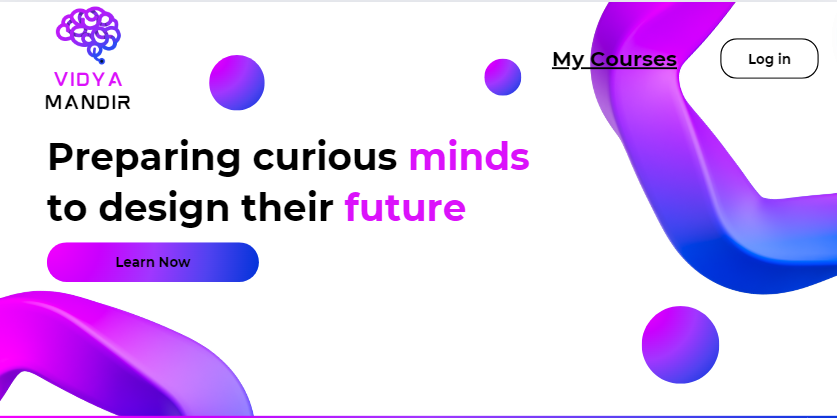 VIDYA
MANDIR
My Courses
Log in
Preparing curious minds
to design their future
Learn Now